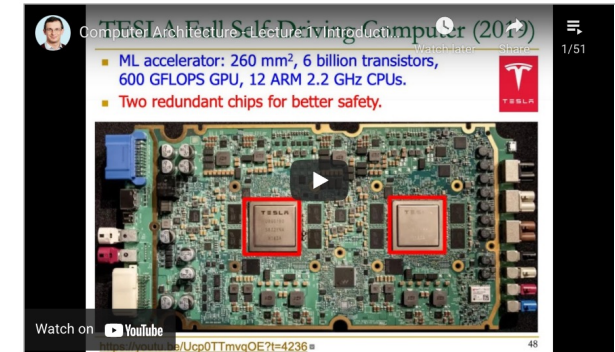 TESLA Full Self-Driving Computer (2019)
Computer Architecture - Lecture 1: Introducti...
Watch later
Share
1/51
ML accelerator: 260 mm², 6 billion transistors,
600 GFLOPS GPU, 12 ARM 2.2 GHz CPUs.
Two redundant chips for better safety.
TESLA
TESLA
TESLA
Watch on YouTube
https://youtu.be/Ucp0TTmvqOE?t=4236
48